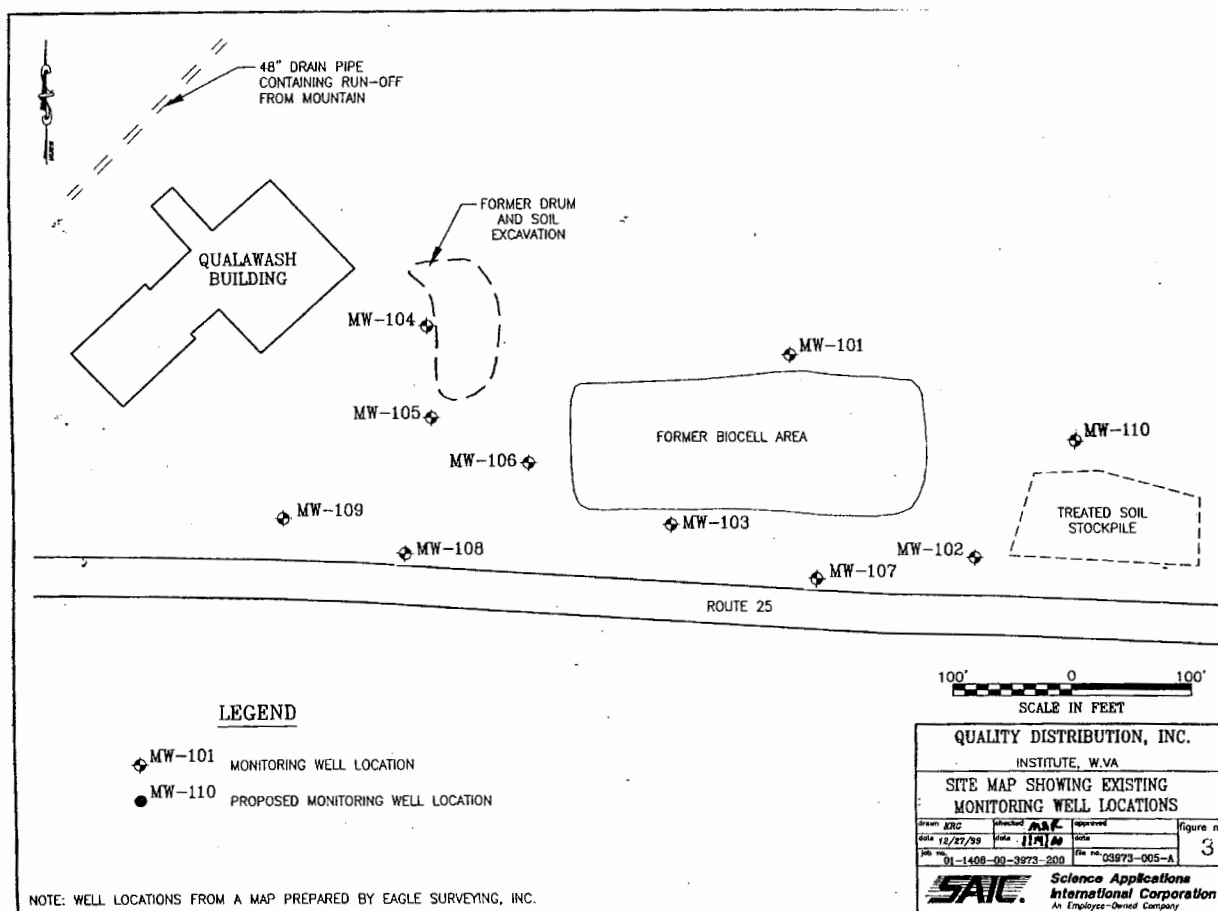 48" DRAIN PIPE
CONTAINING RUN-OFF
FROM MOUNTAIN
FORMER DRUM
AND SOIL
EXCAVATION
QUALAWASH
BUILDING
MW-104
MW-101
MW-105
FORMER BIOCELL AREA
MW-110
MW-106
MW-109
MW-103
TREATED SOIL
STOCKPILE
MW-108
MW-102
MW-107
ROUTE 25
100' 0 100'
SCALE IN FEET
LEGEND
MW-101 MONITORING WELL LOCATION
MW-110 PROPOSED MONITORING WELL LOCATION
QUALITY DISTRIBUTION, INC.
INSTITUTE, W.VA
SITE MAP SHOWING EXISTING
MONITORING WELL LOCATIONS
drawn KRG checked approved figure n
date 12/27/99 date date
3
job no. 01-1408-00-3973-200 file no. 03973-005-A
SAIC. Science Applications
International Corporation
An Employee-Owned Company
NOTE: WELL LOCATIONS FROM A MAP PREPARED BY EAGLE SURVEYING, INC.